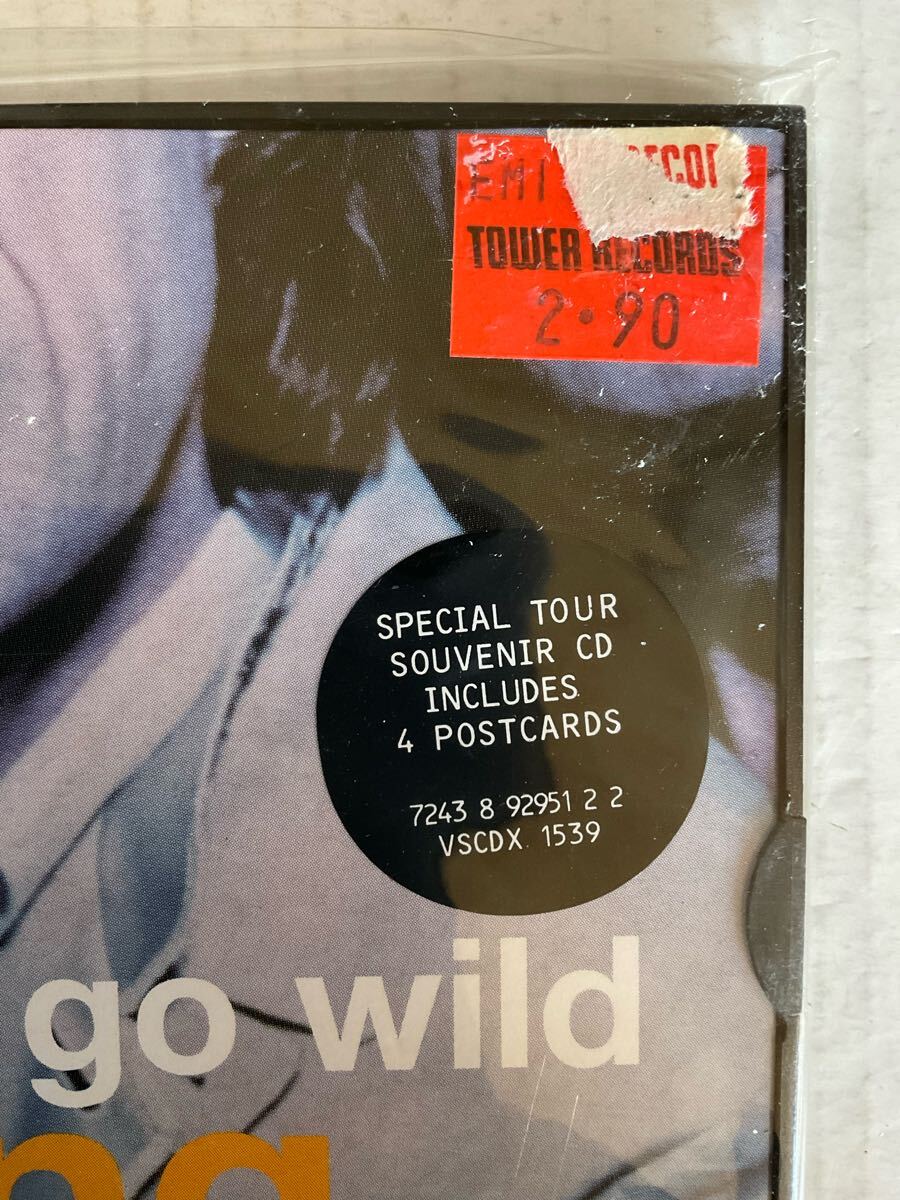 EMI
TOWER RECORDS
2·90
SPECIAL TOUR
SOUVENIR CD
INCLUDES
4 POSTCARDS
7243 8 92951 2 2
VSCDX 1539
go wild